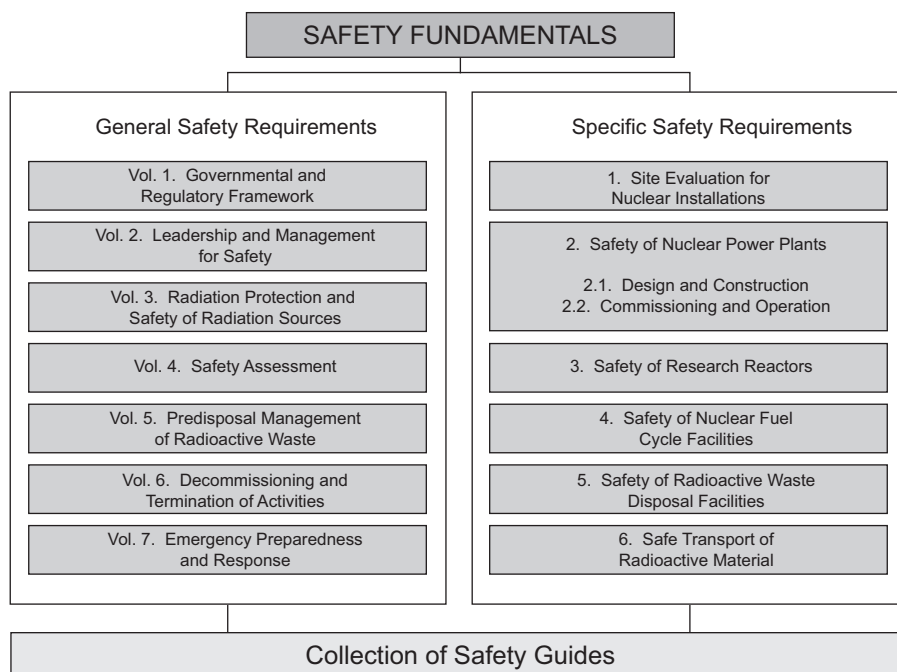 SAFETY FUNDAMENTALS
General Safety Requirements
Vol. 1. Governmental and
Regulatory Framework
Vol. 2. Leadership and Management
for Safety
Vol. 3. Radiation Protection and
Safety of Radiation Sources
Vol. 4. Safety Assessment
Vol. 5. Predisposal Management
of Radioactive Waste
Vol. 6. Decommissioning and
Termination of Activities
Vol. 7. Emergency Preparedness
and Response
Specific Safety Requirements
1. Site Evaluation for
Nuclear Installations
2. Safety of Nuclear Power Plants
2.1. Design and Construction
2.2. Commissioning and Operation
3. Safety of Research Reactors
4. Safety of Nuclear Fuel
Cycle Facilities
5. Safety of Radioactive Waste
Disposal Facilities
6. Safe Transport of
Radioactive Material
Collection of Safety Guides